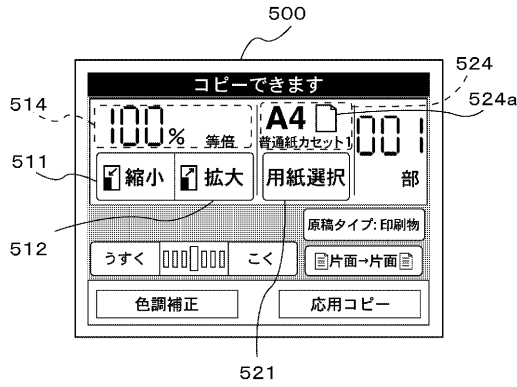 500
コピーできます
524
524a
514
100% 等倍
A4
普通紙カセット1
001
部
511
縮小
拡大
用紙選択
512
原稿タイプ:印刷物
うすく
こく
片面→片面
色調補正
応用コピー
521